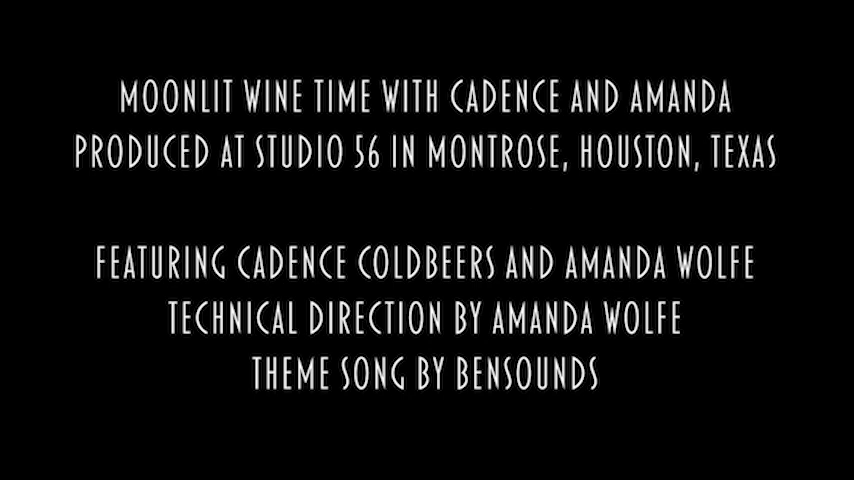 MOONLIT WINE TIME WITH CADENCE AND AMANDA
PRODUCED AT STUDIO 56 IN MONTROSE, HOUSTON, TEXAS
FEATURING CADENCE COLDBEERS AND AMANDA WOLFE
TECHNICAL DIRECTION BY AMANDA WOLFE
THEME SONG BY BENSOUNDS